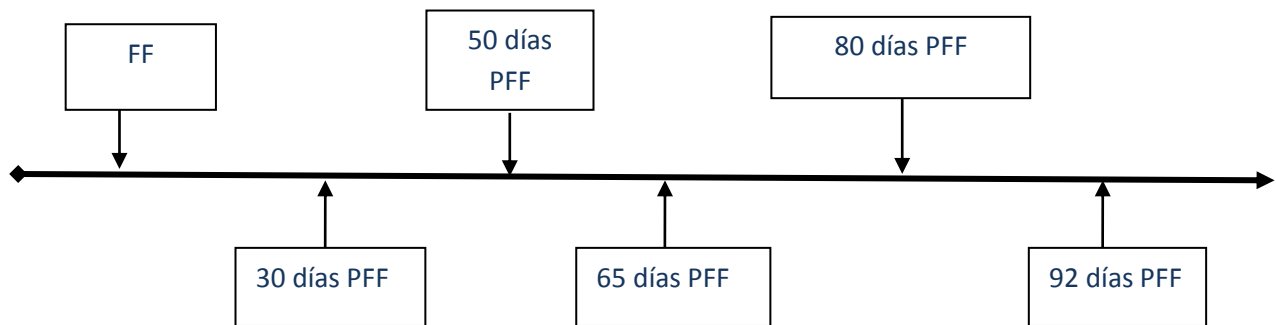 FF
50 días
PFF
80 días PFF
30 días PFF
65 días PFF
92 días PFF